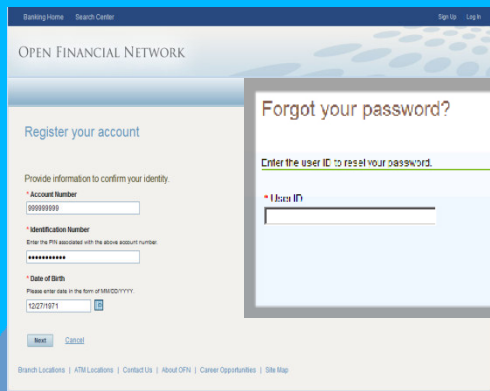 Banking Home Search Center Sign Up Log In
OPEN FINANCIAL NETWORK
Register your account
Provide information to confirm your identity.
* Account Number
999999999
* Identification Number
Enter the PIN associated with the above account number.
•••••••••••
* Date of Birth
Please enter date in the form of MM/DD/YYYY.
12/27/1971
Next Cancel
Branch Locations | ATM Locations | Contact Us | About OFN | Career Opportunities | Site Map
Forgot your password?
Enter the user ID to reset your password.
* User ID